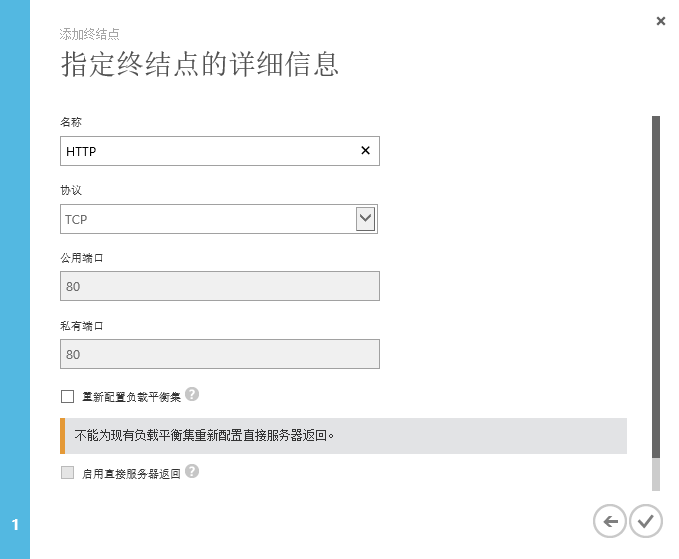 添加终结点
指定终结点的详细信息
名称
HTTP
协议
TCP
公用端口
80
私有端口
80
重新配置负载平衡集 ?
不能为现有负载平衡集重新配置直接服务器返回。
启用直接服务器返回 ?
1